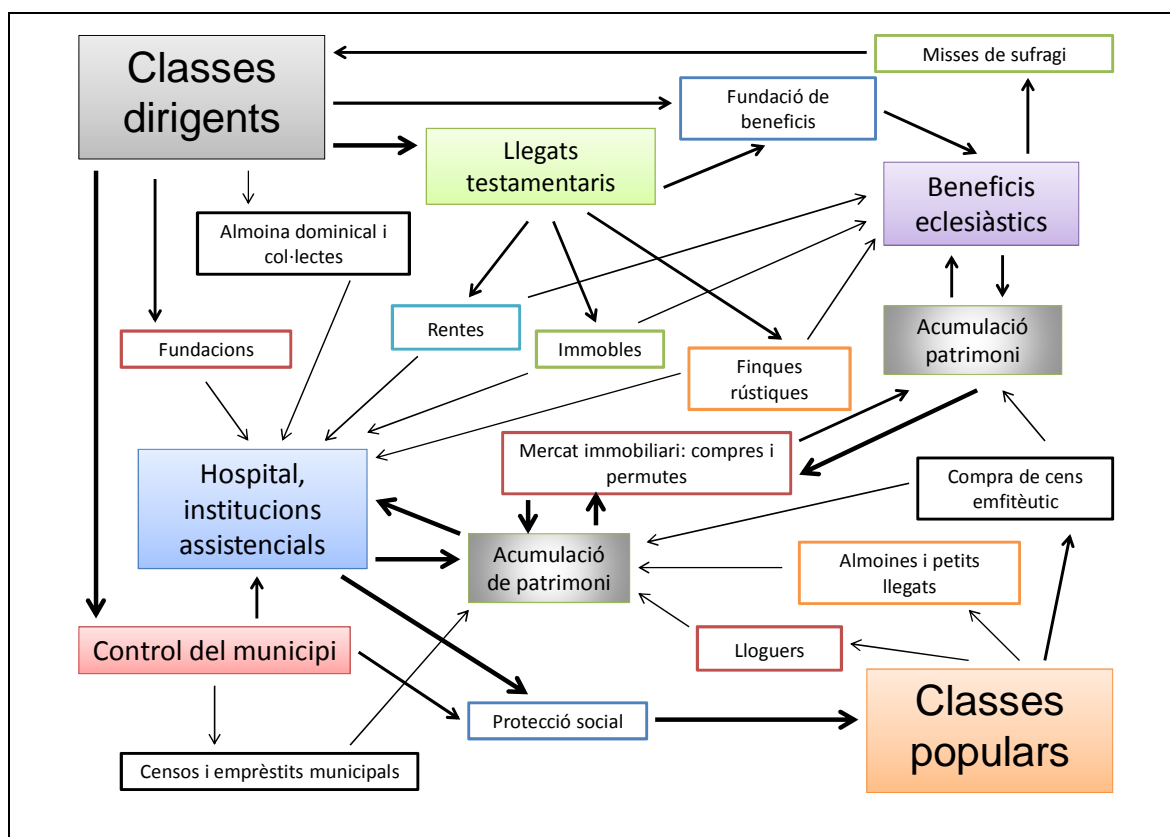 Classes
dirigents
Misses de sufragi
Fundació de
beneficis
Llegats
testamentaris
Beneficis
eclesiàstics
Almoina dominical i
col·lectes
Rentes
Fundacions
Immobles
Finques
rústiques
Acumulació
patrimoni
Mercat immobiliari: compres i
permutes
Hospital,
institucions
assistencials
Compra de cens
emfitèutic
Acumulació
de patrimoni
Almoines i petits
llegats
Control del municipi
Lloguers
Protecció social
Classes
populars
Censos i emprèstits municipals